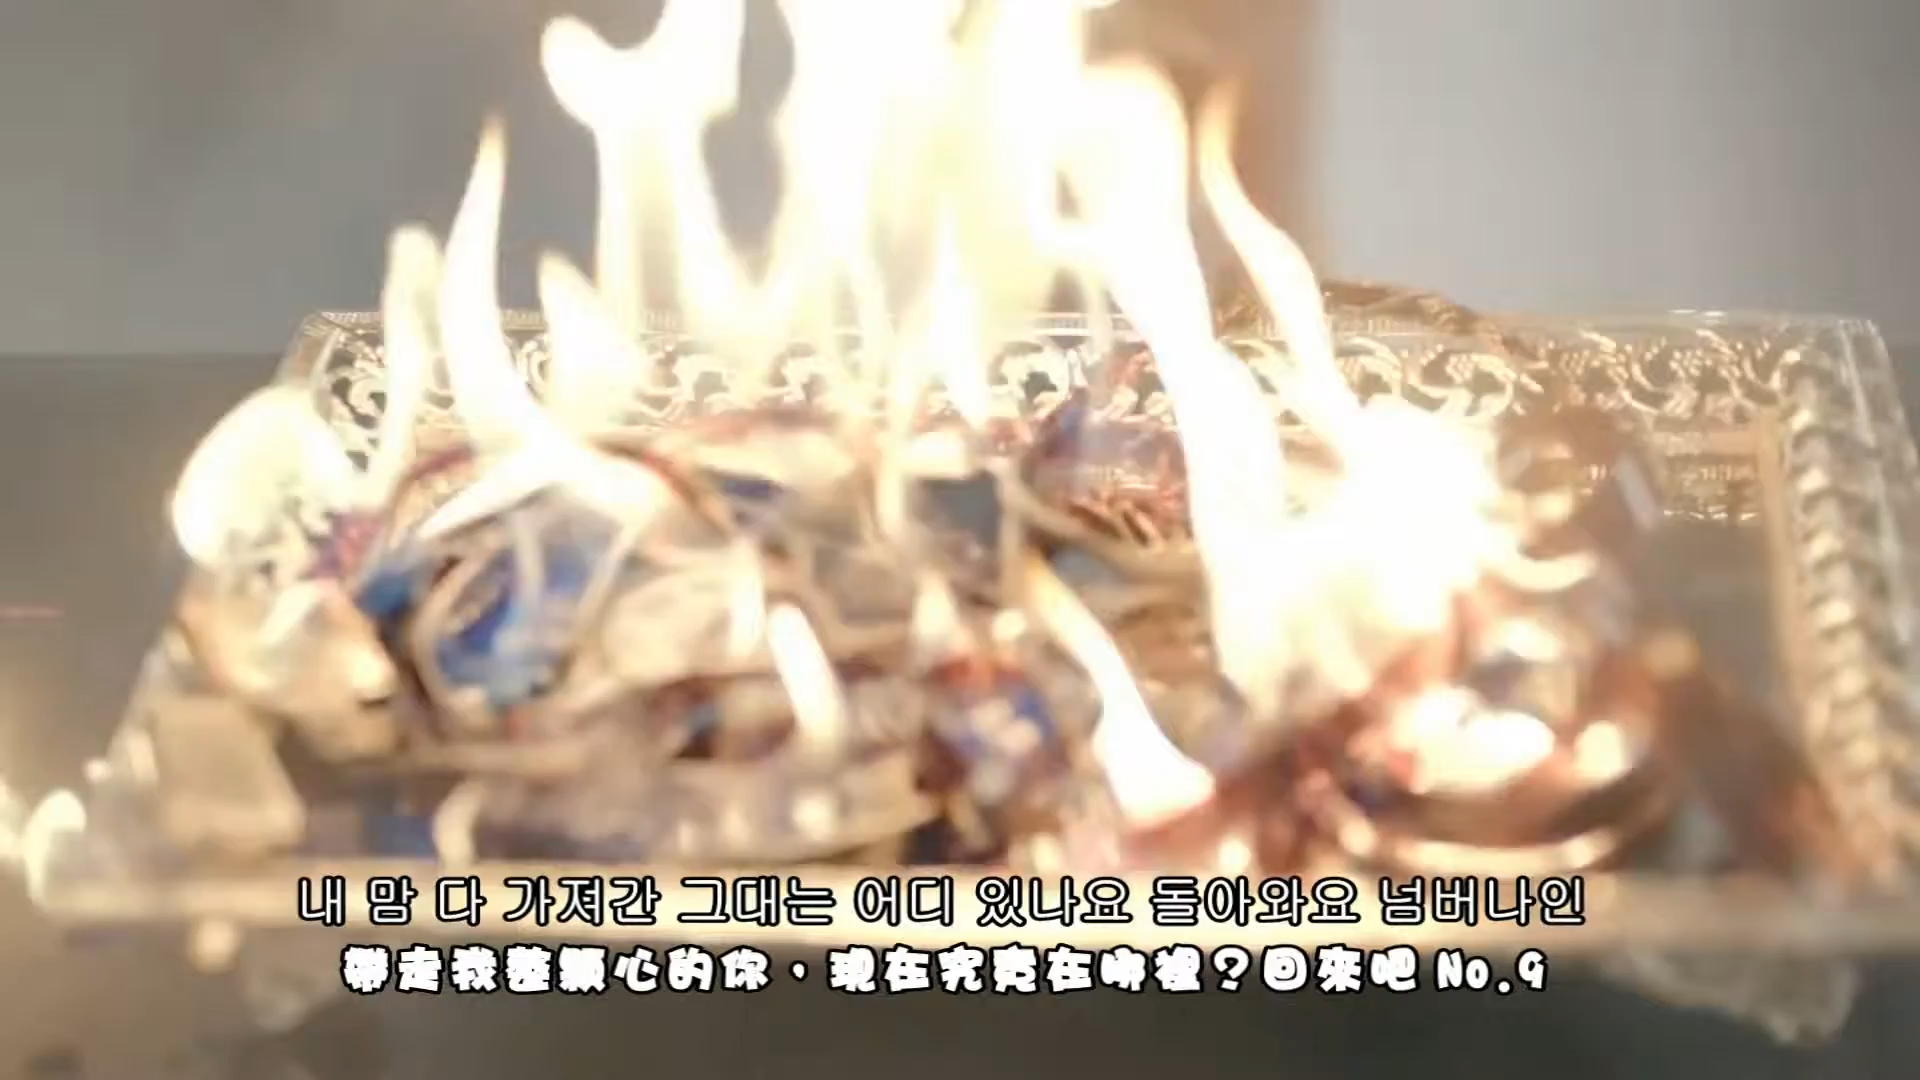 내 맘 다 가져간 그대는 어디 있나요 돌아와요 넘버나인
帶走我整顆心的你，現在究竟在哪裡？回來吧 No.9